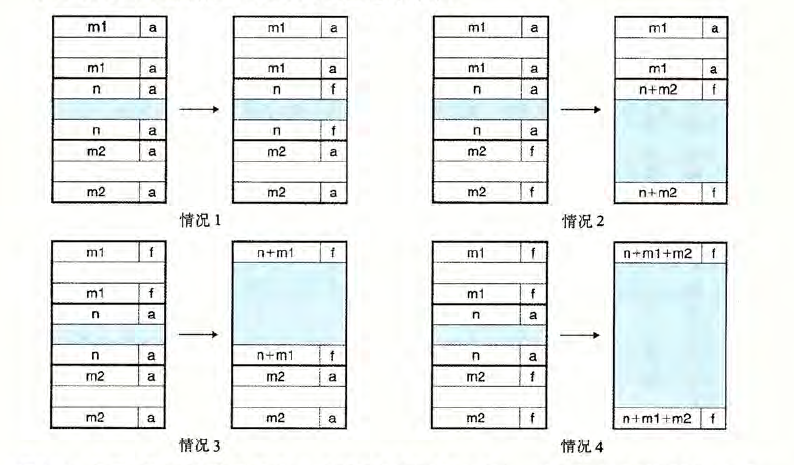 m1 a
m1 a
n a
n a
m2 a
m2 a
m1 a
m1 a
n f
n f
m2 a
m2 a
情况 1
m1 a
m1 a
n a
n a
m2 f
m2 f
m1 a
m1 a
n+m2 f
n+m2 f
情况 2
m1 f
m1 f
n a
n a
m2 a
m2 a
n+m1 f
n+m1 f
m2 a
m2 a
情况 3
m1 f
m1 f
n a
n a
m2 f
m2 f
n+m1+m2 f
n+m1+m2 f
情况 4